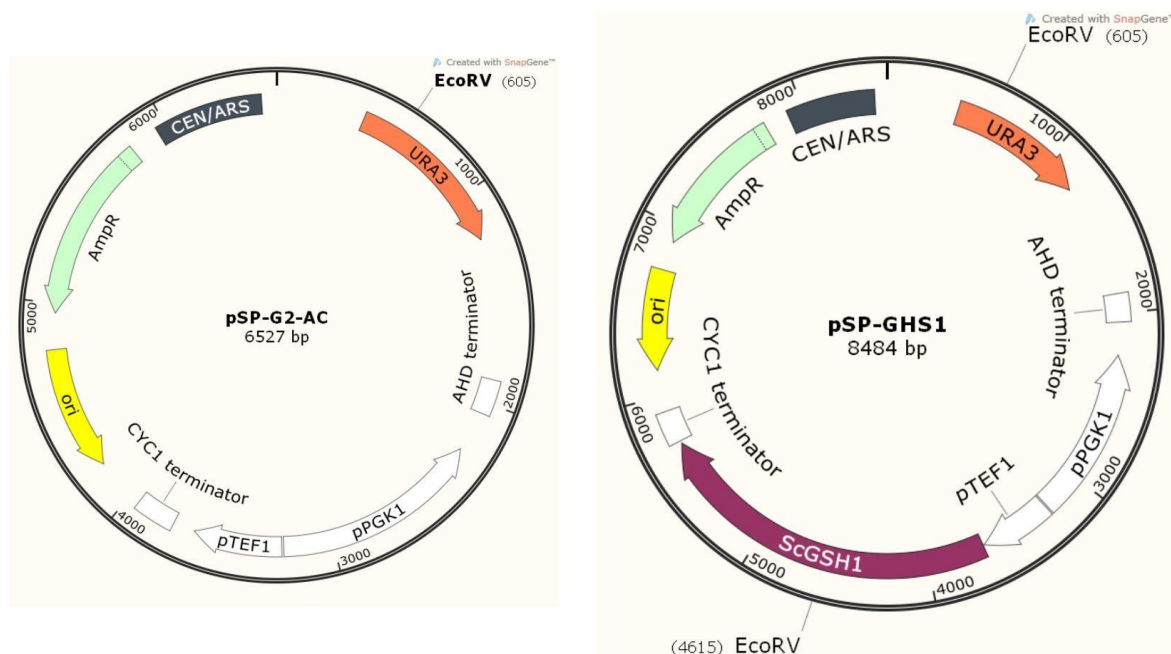 Created with SnapGene™
EcoRV (605)
CEN/ARS
6000
URA3
1000
AmpR
AHD terminator
5000
pSP-G2-AC
6527 bp
2000
ori
CYC1 terminator
4000
pTEF1
pPGK1
3000
Created with SnapGene®
EcoRV (605)
8000
CEN/ARS
URA3
1000
AmpR
7000
AHD terminator
2000
ori
pSP-GHS1
8484 bp
CYC1 terminator
6000
pPGK1
pTEF1
3000
ScGSH1
5000
4000
(4615) EcoRV